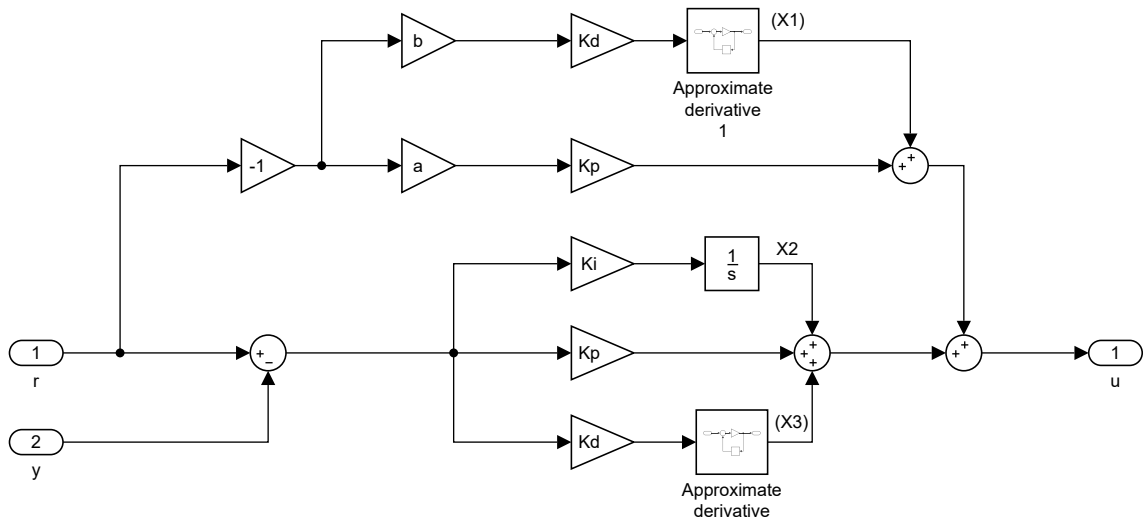 b
Kd
(X1)
Approximate
derivative
1
-1
a
Kp
+
+
Ki
1
s
X2
1
r
+
−
Kp
+
+
+
+
+
1
u
2
y
Kd
(X3)
Approximate
derivative